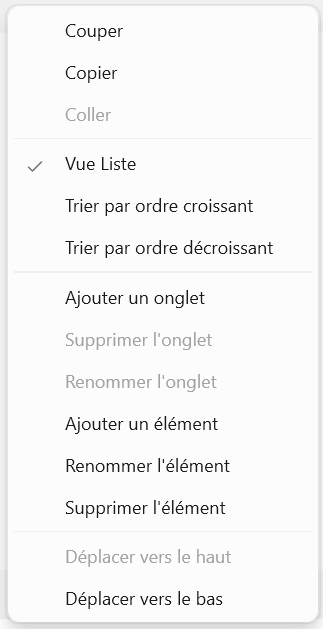 Couper
Copier
Coller
Vue Liste
Trier par ordre croissant
Trier par ordre décroissant
Ajouter un onglet
Supprimer l'onglet
Renommer l'onglet
Ajouter un élément
Renommer l'élément
Supprimer l'élément
Déplacer vers le haut
Déplacer vers le bas